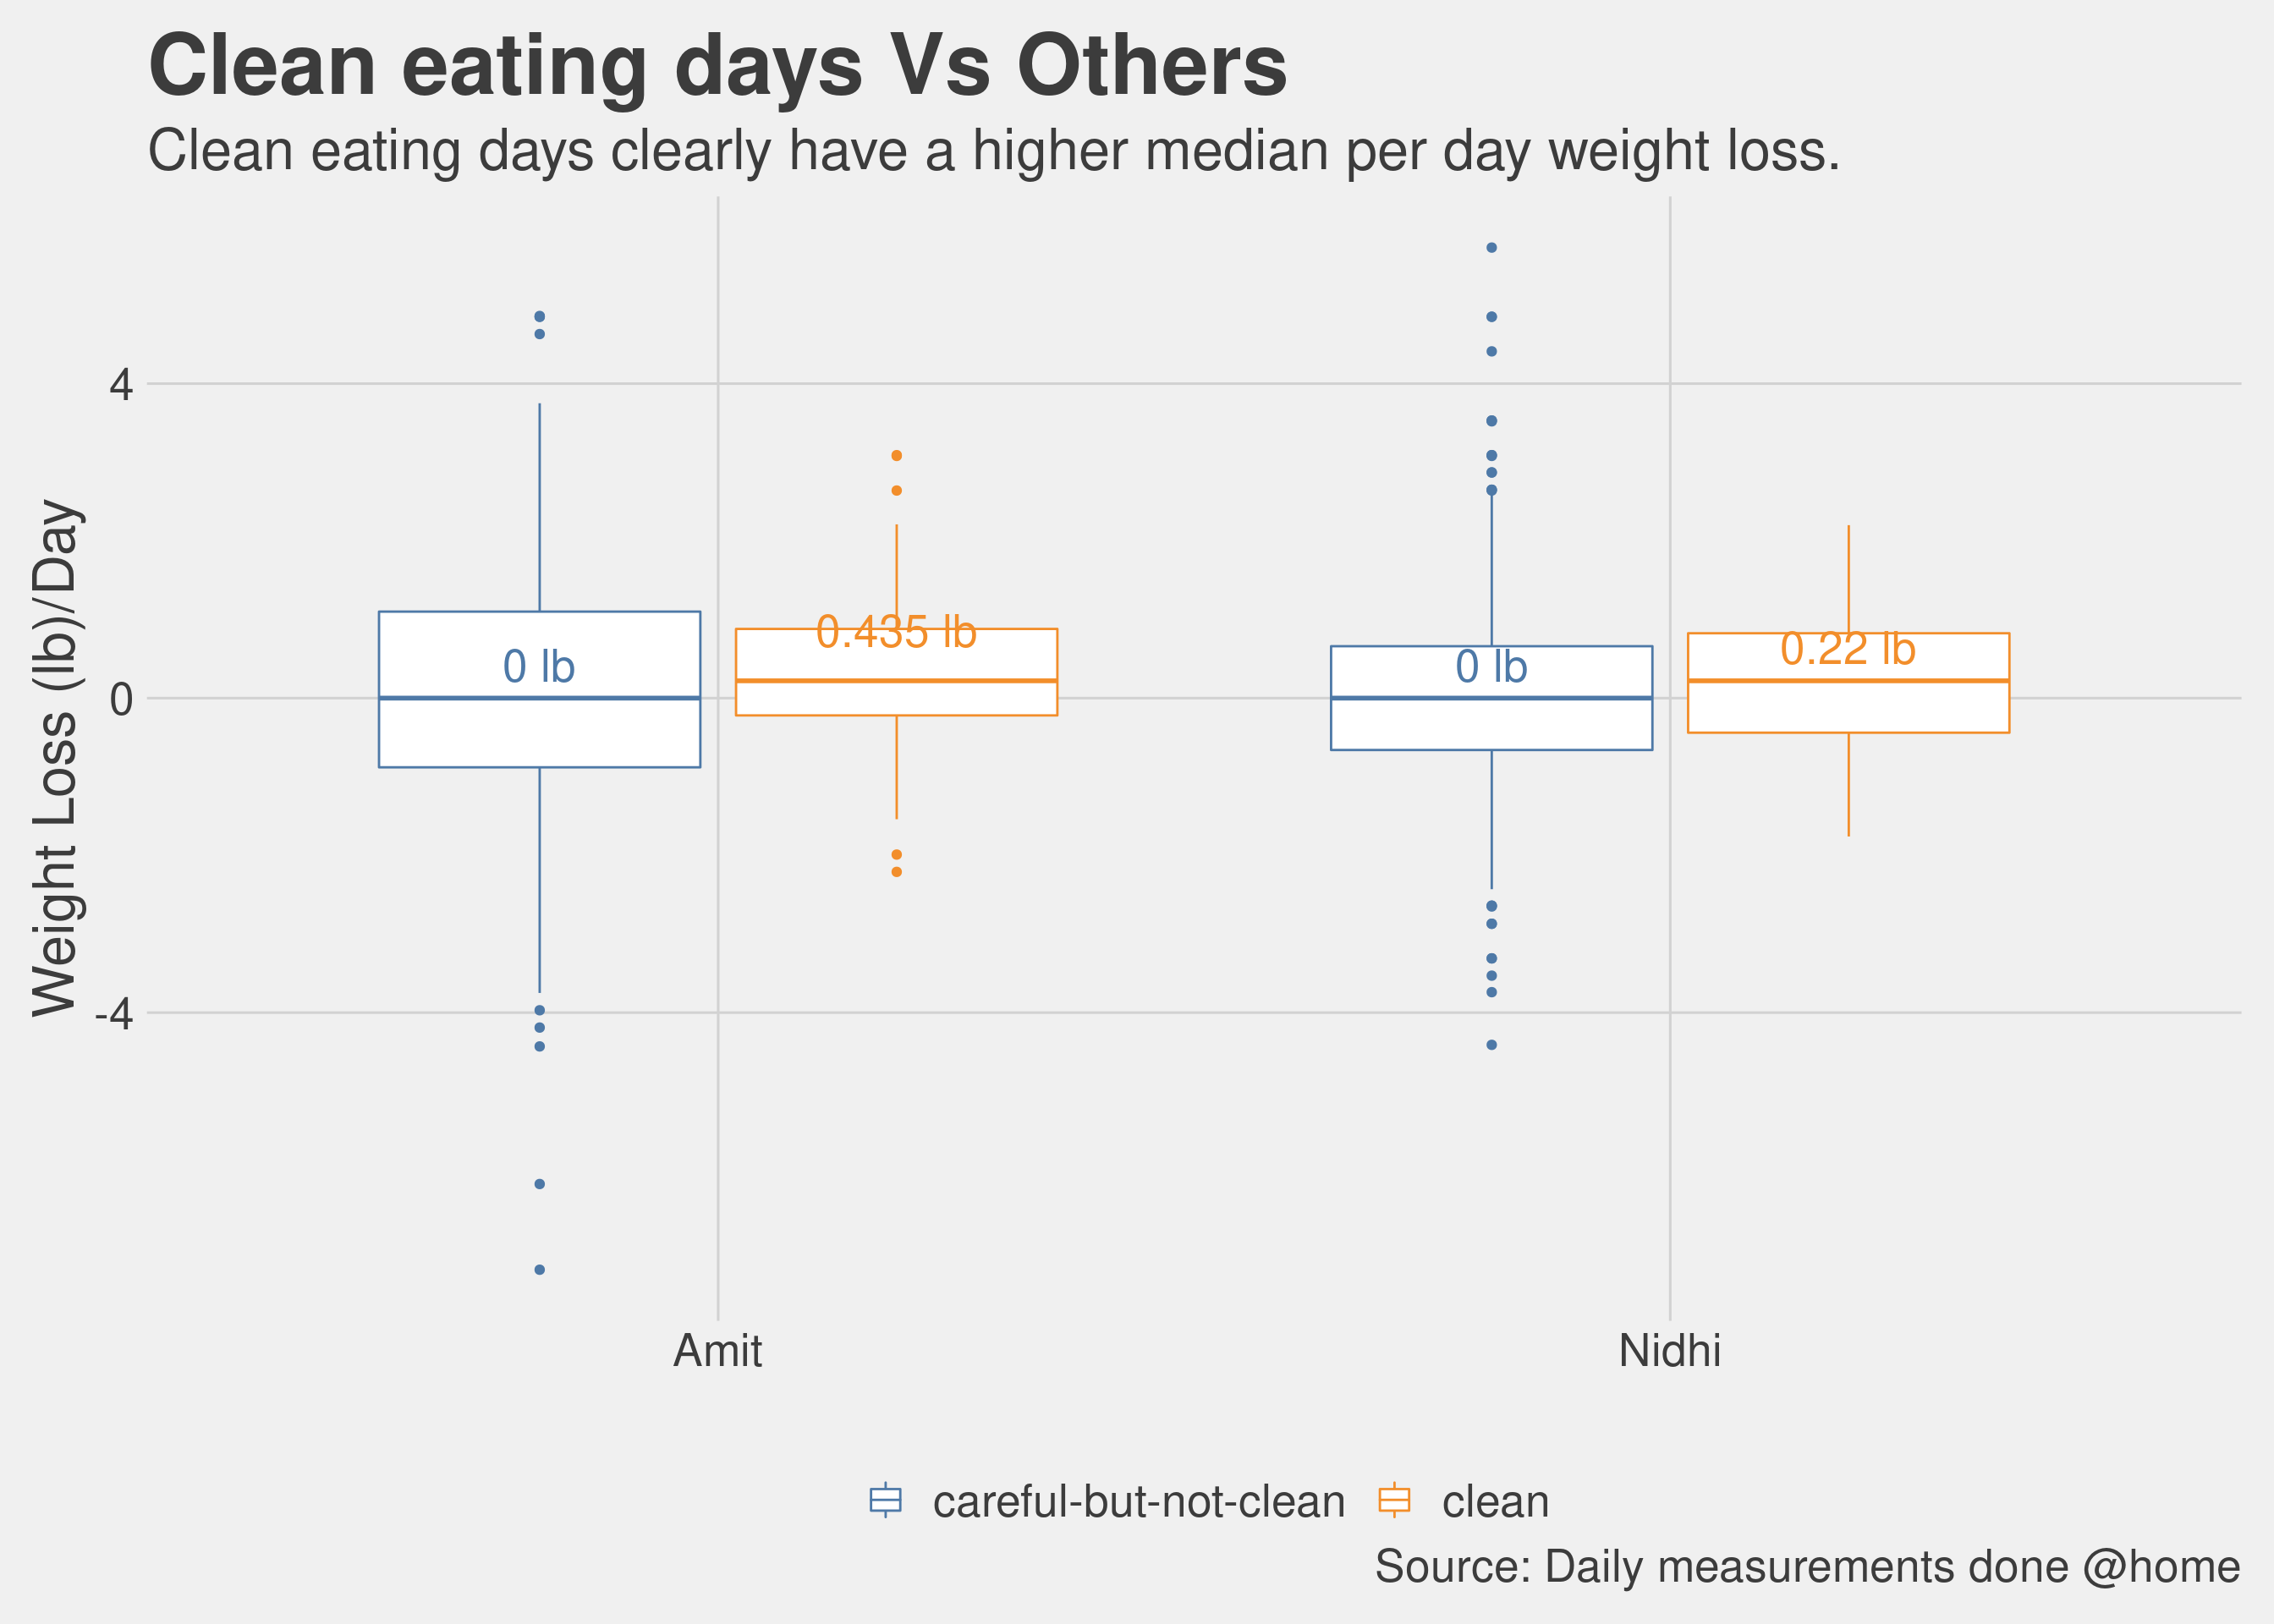 Clean eating days Vs Others
Clean eating days clearly have a higher median per day weight loss.
Weight Loss (lb)/Day
4
0
-4
0 lb
0.435 lb
0 lb
0.22 lb
Amit
Nidhi
careful-but-not-clean
clean
Source: Daily measurements done @home